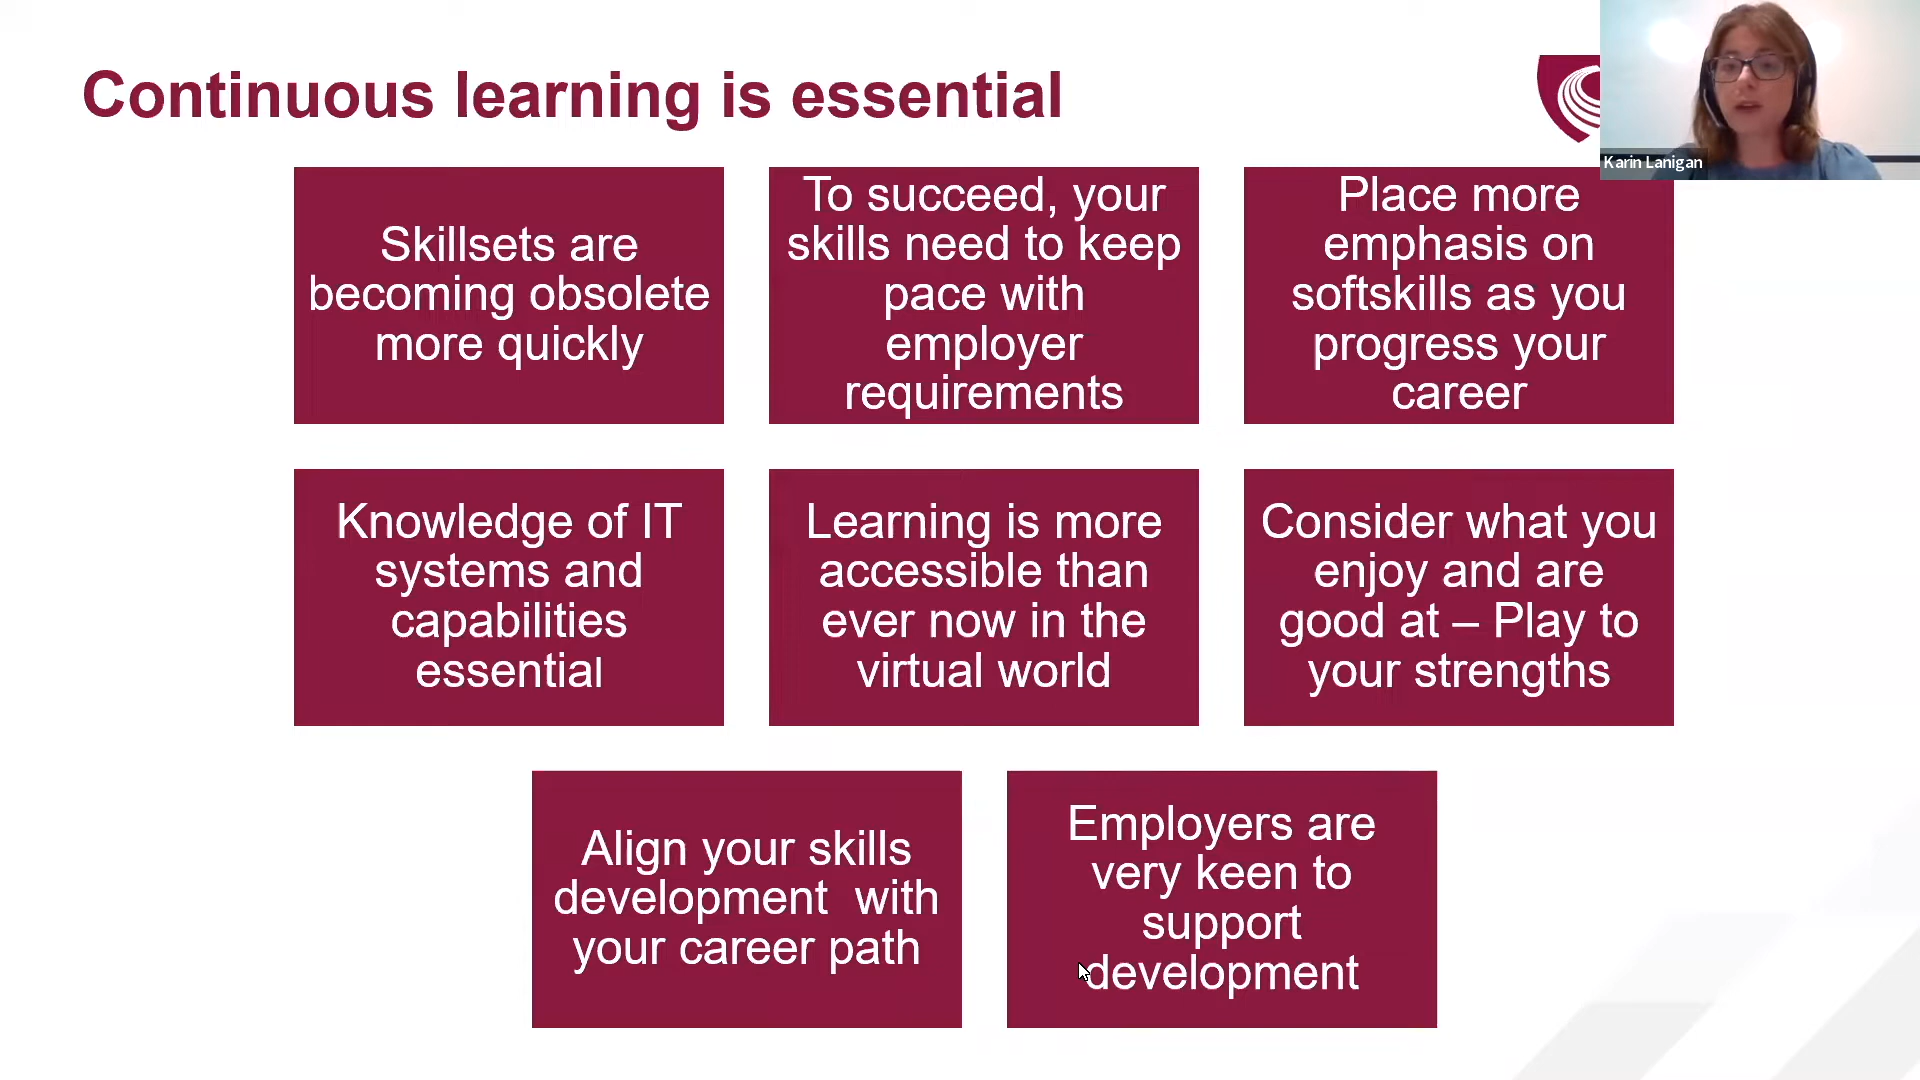 Continuous learning is essential
Karin Lanigan
Skillsets are
becoming obsolete
more quickly
To succeed, your
skills need to keep
pace with
employer
requirements
Place more
emphasis on
softskills as you
progress your
career
Knowledge of IT
systems and
capabilities
essential
Learning is more
accessible than
ever now in the
virtual world
Consider what you
enjoy and are
good at – Play to
your strengths
Align your skills
development  with
your career path
Employers are
very keen to
support
development